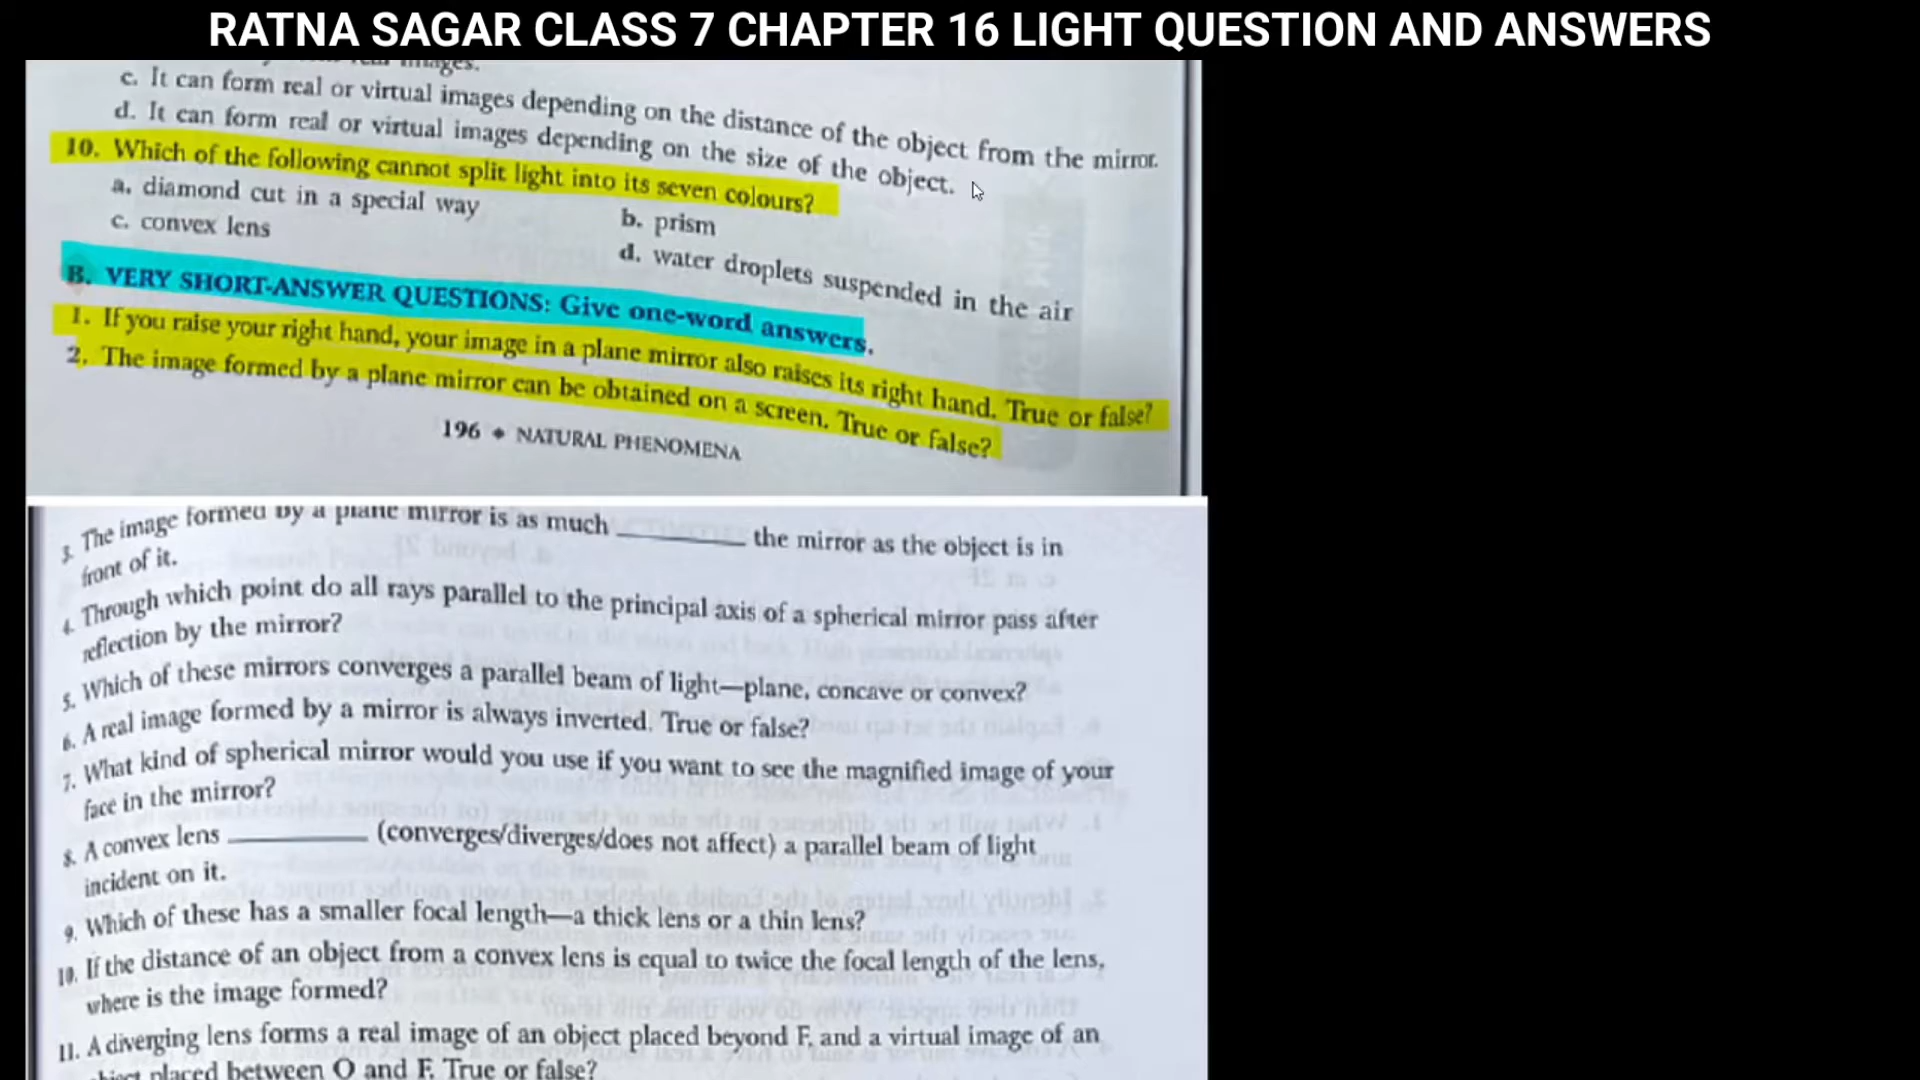 RATNA SAGAR CLASS 7 CHAPTER 16 LIGHT QUESTION AND ANSWERS
images.
c. It can form real or virtual images depending on the distance of the object from the mirror.
d. It can form real or virtual images depending on the size of the object.
10. Which of the following cannot split light into its seven colours?
a. diamond cut in a special way
b. prism
c. convex lens
d. water droplets suspended in the air
B. VERY SHORT-ANSWER QUESTIONS: Give one-word answers.
1. If you raise your right hand, your image in a plane mirror also raises its right hand. True or false?
2. The image formed by a plane mirror can be obtained on a screen. True or false?
196 ◆ NATURAL PHENOMENA
3. The image formed by a plane mirror is as much __________ the mirror as the object is in
front of it.
4. Through which point do all rays parallel to the principal axis of a spherical mirror pass after
reflection by the mirror?
5. Which of these mirrors converges a parallel beam of light—plane, concave or convex?
6. A real image formed by a mirror is always inverted. True or false?
7. What kind of spherical mirror would you use if you want to see the magnified image of your
face in the mirror?
8. A convex lens __________ (converges/diverges/does not affect) a parallel beam of light
incident on it.
9. Which of these has a smaller focal length—a thick lens or a thin lens?
10. If the distance of an object from a convex lens is equal to twice the focal length of the lens,
where is the image formed?
11. A diverging lens forms a real image of an object placed beyond F, and a virtual image of an
object placed between O and F. True or false?